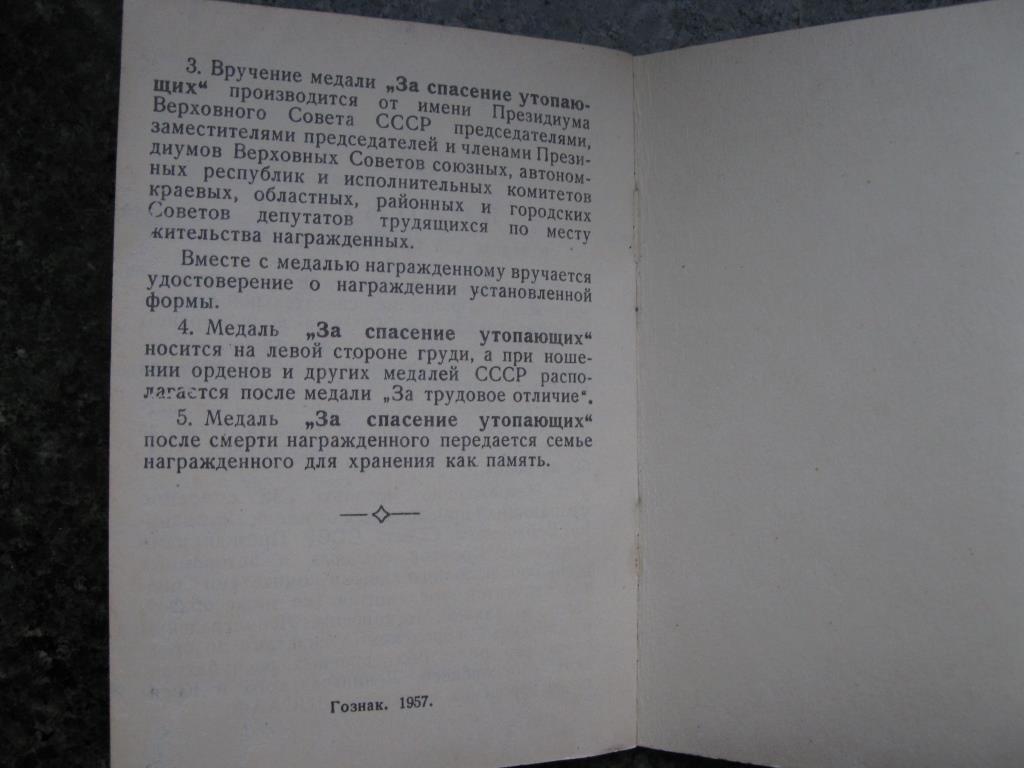 3. Вручение медали „За спасение утопаю-
щих“ производится от имени Президиума
Верховного Совета СССР председателями,
заместителями председателей и членами Прези-
диумов Верховных Советов союзных, автоном-
ных республик и исполнительных комитетов
краевых, областных, районных и городских
Советов депутатов трудящихся по месту
жительства награжденных.
Вместе с медалью награжденному вручается
удостоверение о награждении установленной
формы.
4. Медаль „За спасение утопающих“
носится на левой стороне груди, а при ноше-
нии орденов и других медалей СССР распо-
лагается после медали „За трудовое отличие“.
5. Медаль „За спасение утопающих“
после смерти награжденного передается семье
награжденного для хранения как память.
Гознак. 1957.